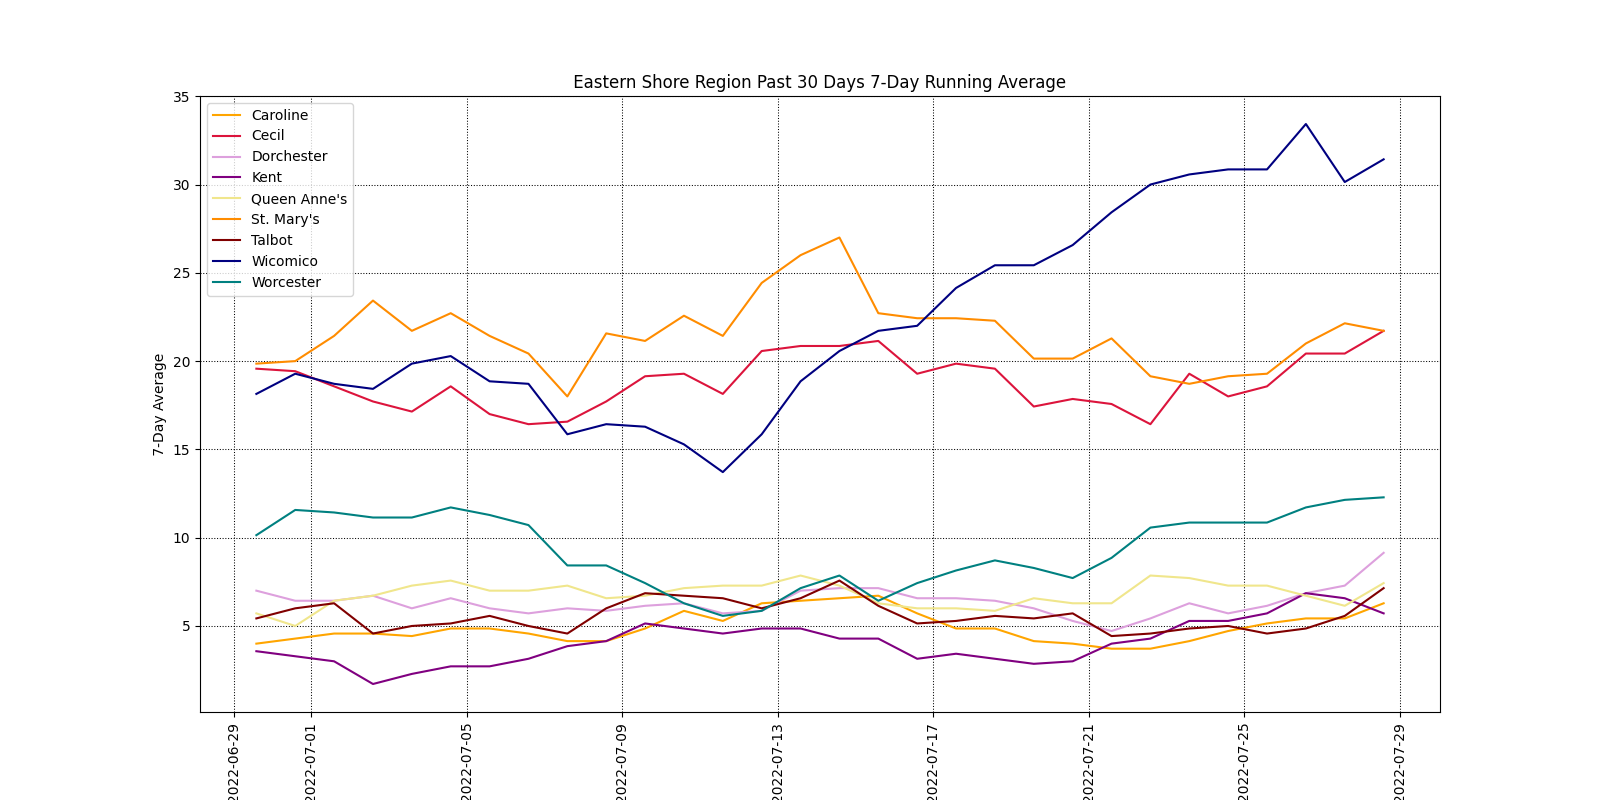 Eastern Shore Region Past 30 Days 7-Day Running Average
35
30
25
20
15
10
5
7-Day Average
Caroline
Cecil
Dorchester
Kent
Queen Anne's
St. Mary's
Talbot
Wicomico
Worcester
2022-06-29
2022-07-01
2022-07-05
2022-07-09
2022-07-13
2022-07-17
2022-07-21
2022-07-25
2022-07-29